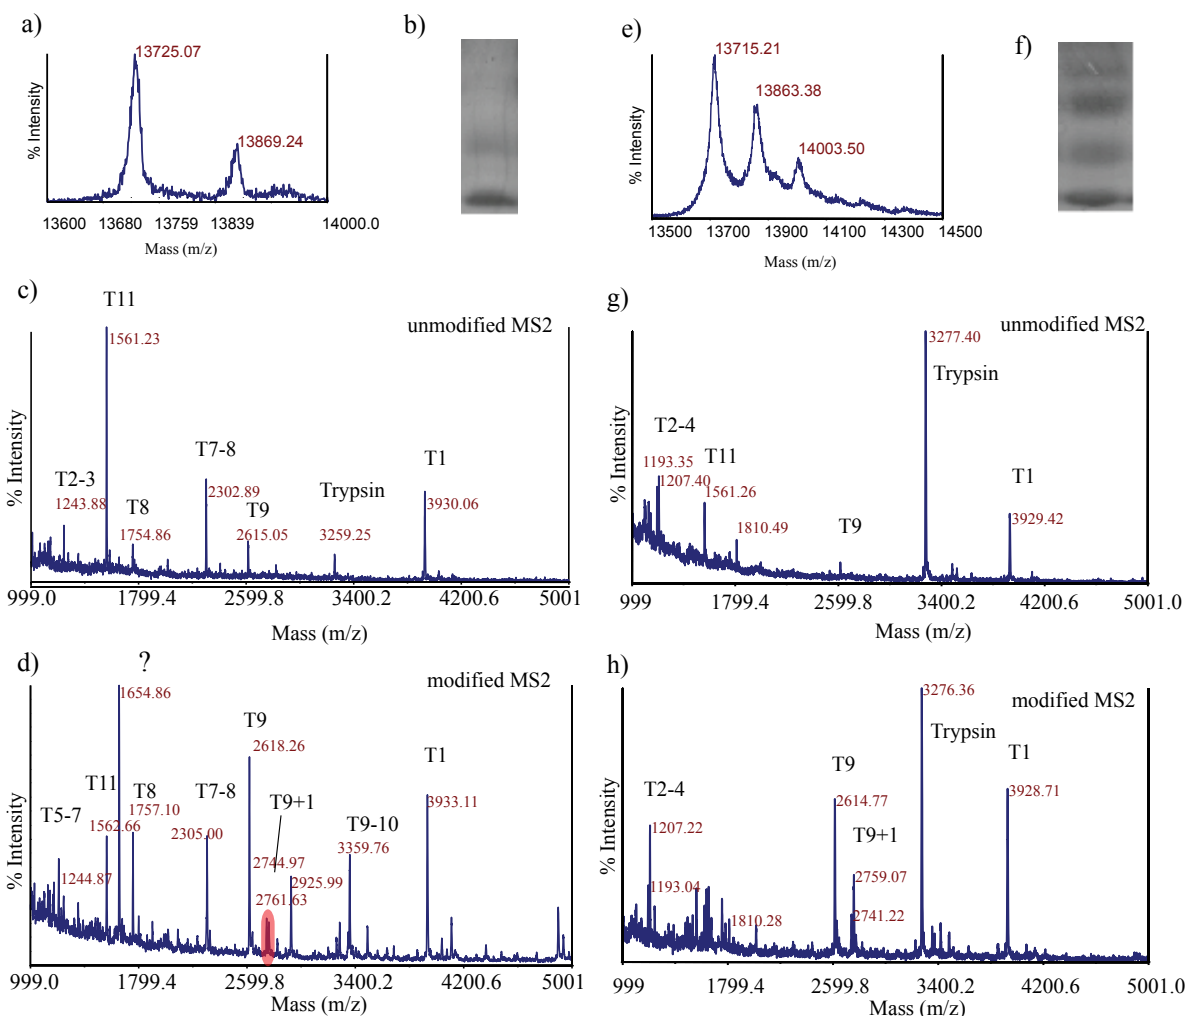 a)
13725.07
13869.24
% Intensity
13600 13680 13759 13839 14000.0
Mass (m/z)
b)
e)
13715.21
13863.38
14003.50
% Intensity
13500 13700 13900 14100 14300 14500
Mass (m/z)
f)
c)
T11
unmodified MS2
1561.23
T7-8
T2-3
T1
1243.88
T8
2302.89
T9
Trypsin
3930.06
1754.86
2615.05
3259.25
% Intensity
999.0 1799.4 2599.8 3400.2 4200.6 5001
Mass (m/z)
g)
unmodified MS2
3277.40
Trypsin
T2-4
1193.35
T11
T1
1207.40
1561.26
3929.42
1810.49
T9
% Intensity
999 1799.4 2599.8 3400.2 4200.6 5001.0
Mass (m/z)
d)
?
modified MS2
1654.86
T9
2618.26
T1
T11
T8
T7-8
T9+1
3933.11
T5-7
1757.10
1562.66
2305.00
T9-10
3359.76
2744.97
1244.87
2925.99
2761.63
% Intensity
999.0 1799.4 2599.8 3400.2 4200.6 5001
Mass (m/z)
h)
3276.36
modified MS2
Trypsin
T9
T1
2614.77
3928.71
T2-4
T9+1
1207.22
2759.07
1193.04
1810.28
2741.22
% Intensity
999 1799.4 2599.8 3400.2 4200.6 5001.0
Mass (m/z)